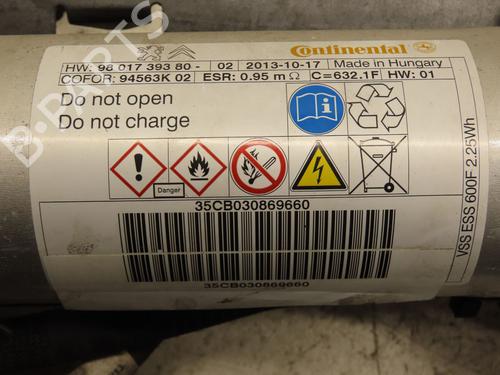 Continental
HW: 98 017 393 80 - 02 2013-10-17 Made in Hungary
COFOR: 94563K 02 ESR: 0.95 mΩ C=632.1F HW: 01
Do not open
Do not charge
Danger
35CB030869660
35CB030869660
VSS ESS 600F 2.25Wh
B-PARTS